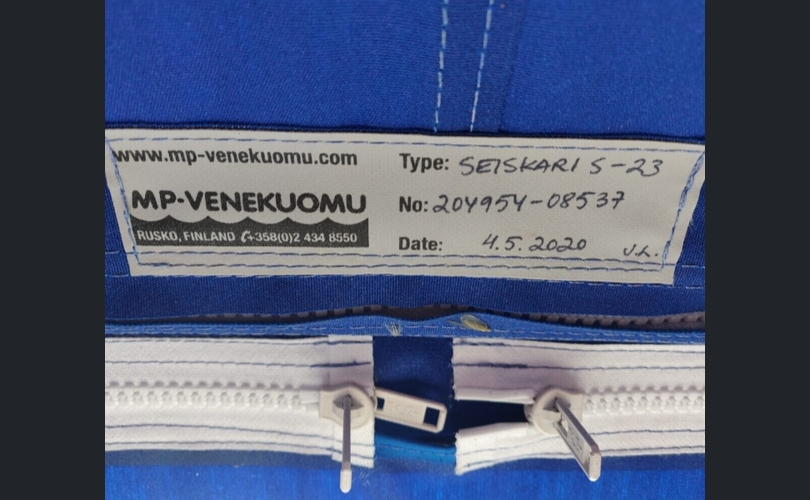 www.mp-venekuomu.com
MP-VENEKUOMU
RUSKO, FINLAND ✆+358(0)2 434 8550
Type: SEISKARI S-23
No: 204954-08537
Date: 4.5.2020 J.L.